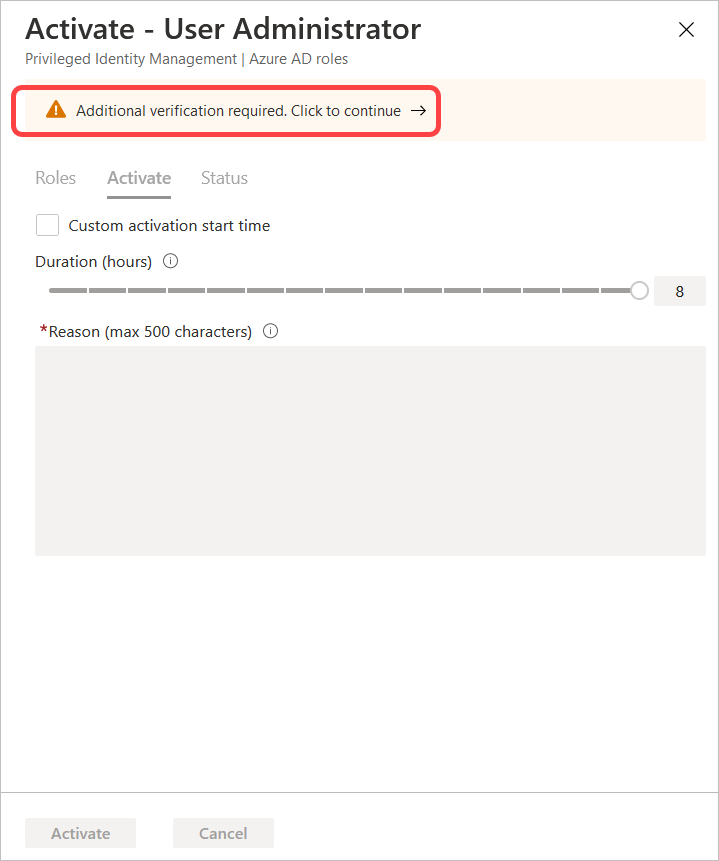 Activate - User Administrator
Privileged Identity Management | Azure AD roles
Additional verification required. Click to continue →
Roles Activate Status
Custom activation start time
Duration (hours)
8
*Reason (max 500 characters)
Activate Cancel